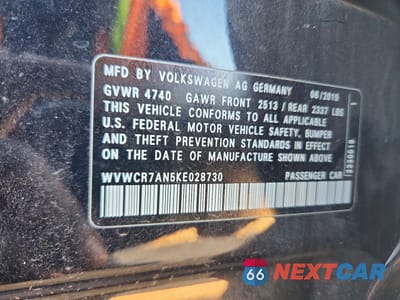 MFD BY VOLKSWAGEN AG GERMANY 06/2019
GVWR 4740 GAWR FRONT 2513 / REAR 2337 LBS
THIS VEHICLE CONFORMS TO ALL APPLICABLE
U.S. FEDERAL MOTOR VEHICLE SAFETY, BUMPER
AND THEFT PREVENTION STANDARDS IN EFFECT
ON THE DATE OF MANUFACTURE SHOWN ABOVE.
WVWCR7AN5KE028730 PASSENGER CAR
66 NEXTCAR